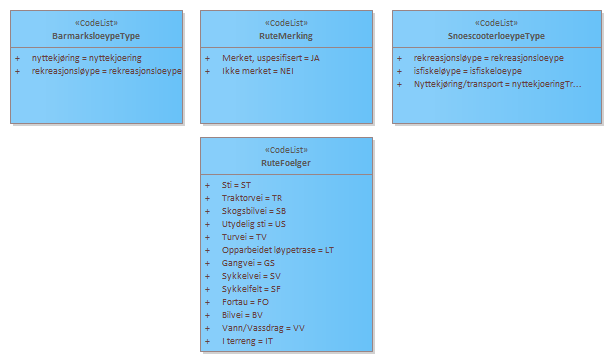 «CodeList»
BarmarksloeypeType
+ nyttekjøring = nyttekjoering
+ rekreasjonsløype = rekreasjonsloeype
«CodeList»
RuteMerking
+ Merket, uspesifisert = JA
+ Ikke merket = NEI
«CodeList»
SnoescooterloeypeType
+ rekreasjonsløype = rekreasjonsloeype
+ isfiskeløype = isfiskeloeype
+ Nyttekjøring/transport = nyttekjoeringTr...
«CodeList»
RuteFoelger
+ Sti = ST
+ Traktorvei = TR
+ Skogsbilvei = SB
+ Utydelig sti = US
+ Turvei = TV
+ Opparbeidet løypetrase = LT
+ Gangvei = GS
+ Sykkelvei = SV
+ Sykkelfelt = SF
+ Fortau = FO
+ Bilvei = BV
+ Vann/Vassdrag = VV
+ I terreng = IT